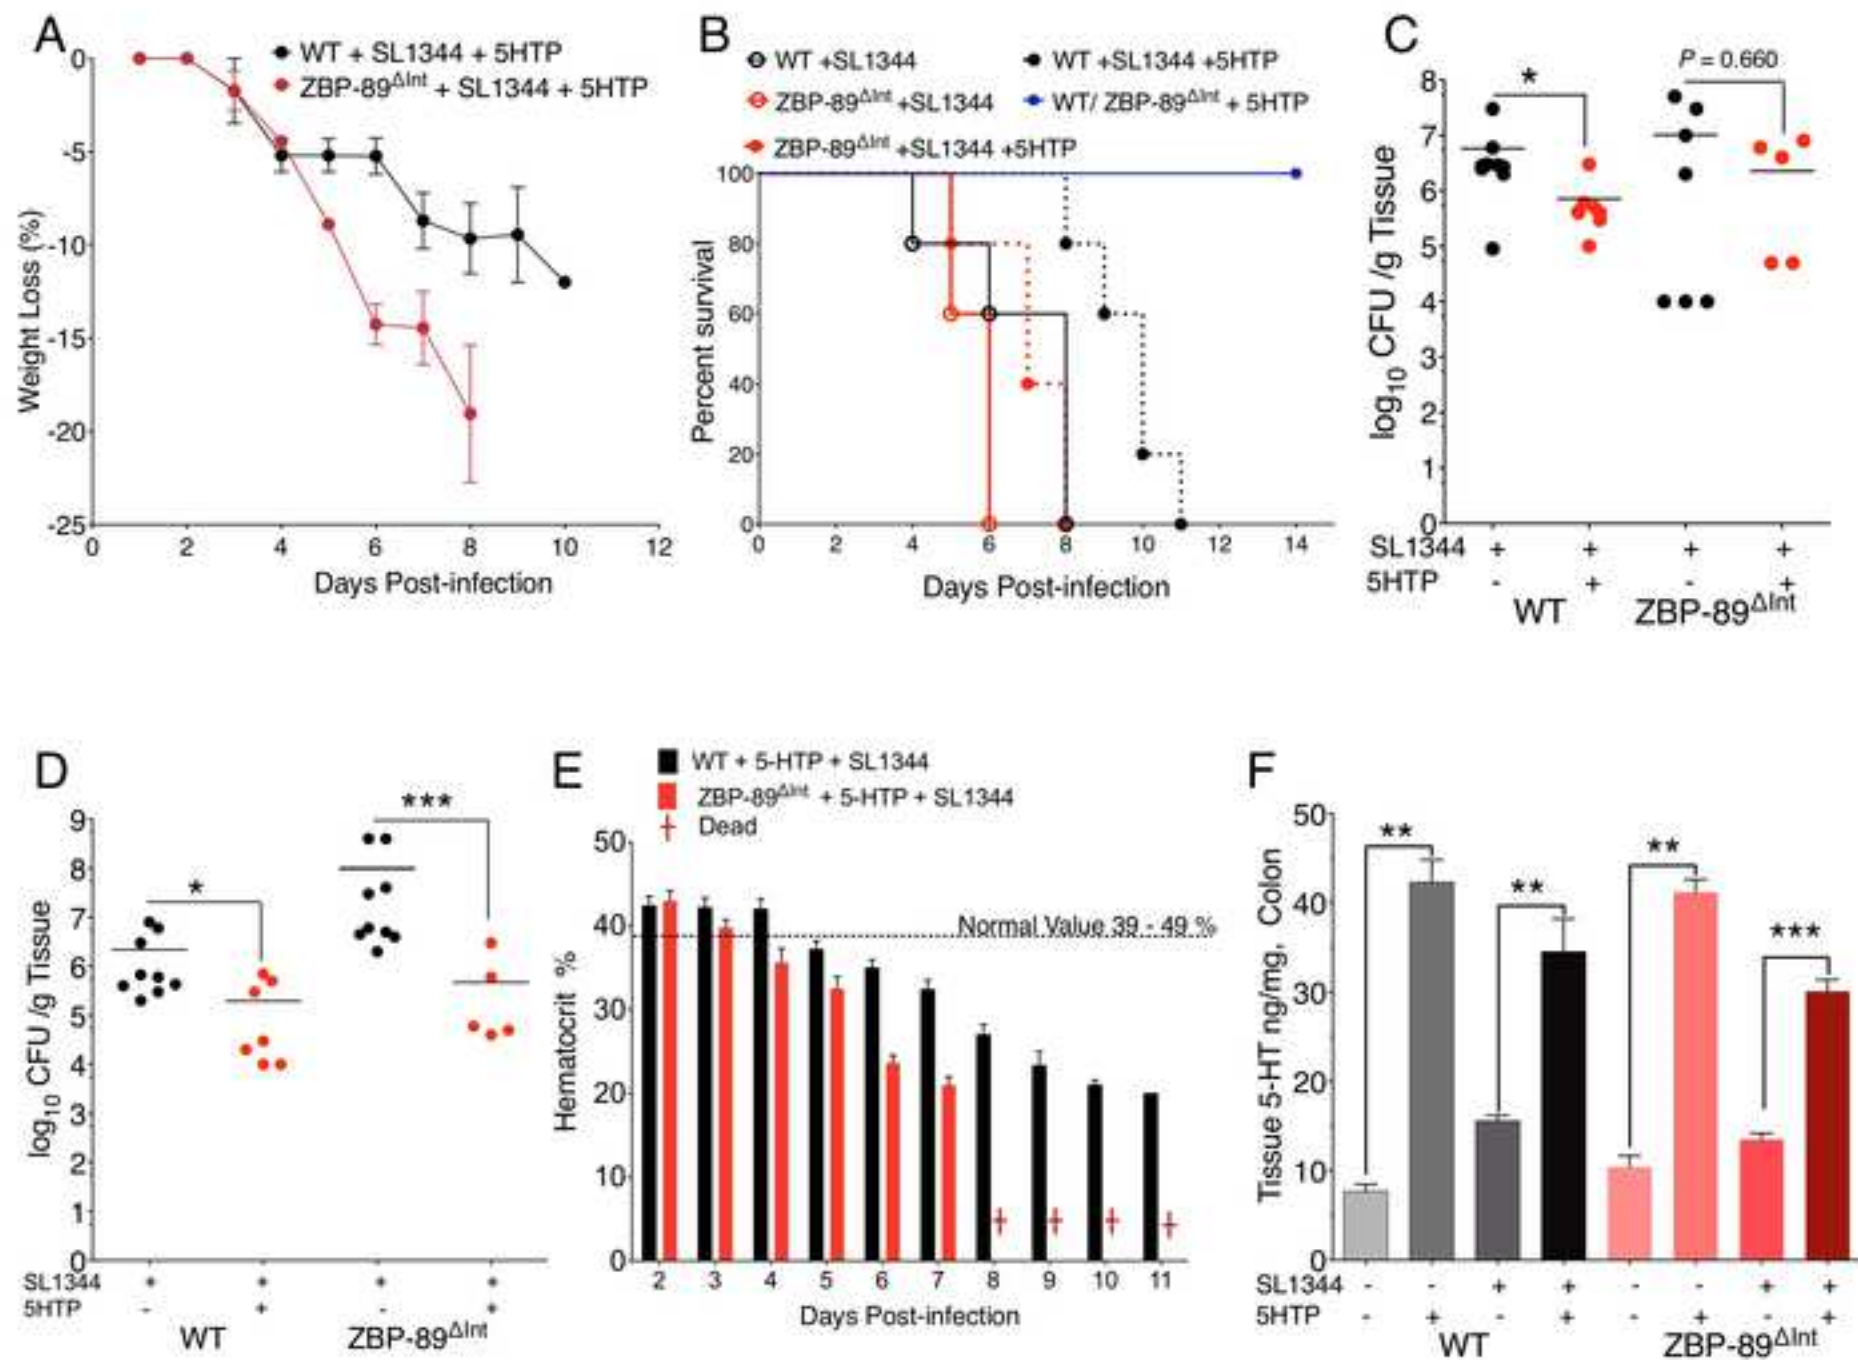 A
WT + SL1344 + 5HTP
ZBP-89ΔInt + SL1344 + 5HTP
0
-5
-10
-15
-20
-25
Weight Loss (%)
0 2 4 6 8 10 12
Days Post-infection
B
WT +SL1344
WT +SL1344 +5HTP
ZBP-89ΔInt +SL1344
WT/ ZBP-89ΔInt + 5HTP
ZBP-89ΔInt +SL1344 +5HTP
100
80
60
40
20
0
Percent survival
0 2 4 6 8 10 12 14
Days Post-infection
C
*
P = 0.660
8
7
6
5
4
3
2
1
0
log10 CFU /g Tissue
SL1344 + + + +
5HTP - + - +
WT ZBP-89ΔInt
D
*
***
9
8
7
6
5
4
3
2
1
0
log10 CFU /g Tissue
SL1344 + + + +
5HTP - + - +
WT ZBP-89ΔInt
E
WT + 5-HTP + SL1344
ZBP-89ΔInt + 5-HTP + SL1344
† Dead
50
40
30
20
10
0
Hematocrit %
Normal Value 39 - 49 %
† † † †
2 3 4 5 6 7 8 9 10 11
Days Post-infection
F
** ** ** ***
50
40
30
20
10
0
Tissue 5-HT ng/mg, Colon
SL1344 - - + + - - + +
5HTP - + - + - + - +
WT ZBP-89ΔInt